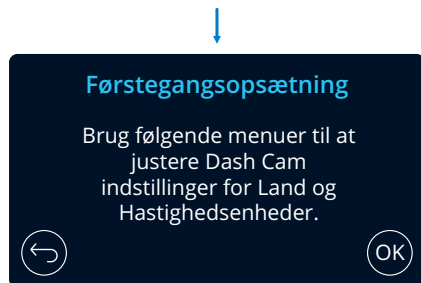 Førstegangsopsætning
Brug følgende menuer til at
justere Dash Cam
indstillinger for Land og
Hastighedsenheder.
OK